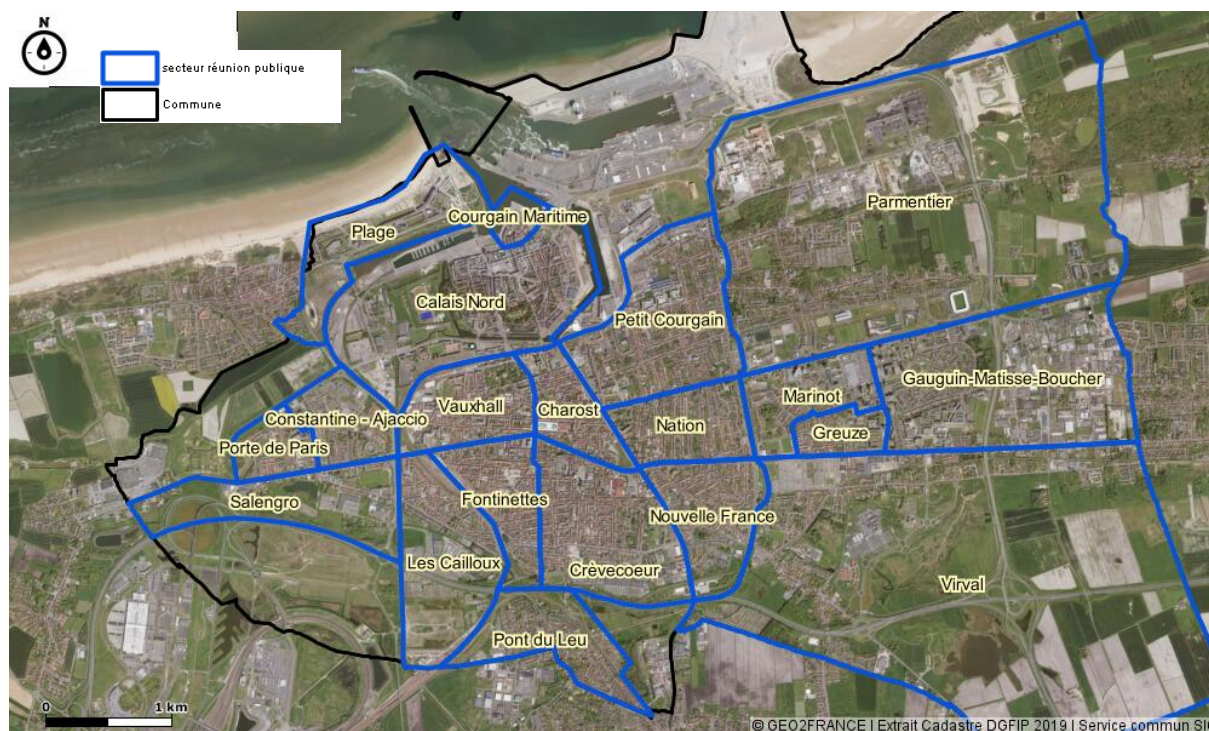 N
secteur réunion publique
Commune
Parmentier
Courgain Maritime
Plage
Calais Nord
Petit Courgain
Gauguin-Matisse-Boucher
Marinot
Vauxhall
Charost
Constantine - Ajaccio
Nation
Greuze
Porte de Paris
Salengro
Fontinettes
Nouvelle France
Les Cailloux
Crèvecoeur
Virval
Pont du Leu
0 1 km
© GEO2FRANCE | Extrait Cadastre DGFIP 2019 | Service commun SI